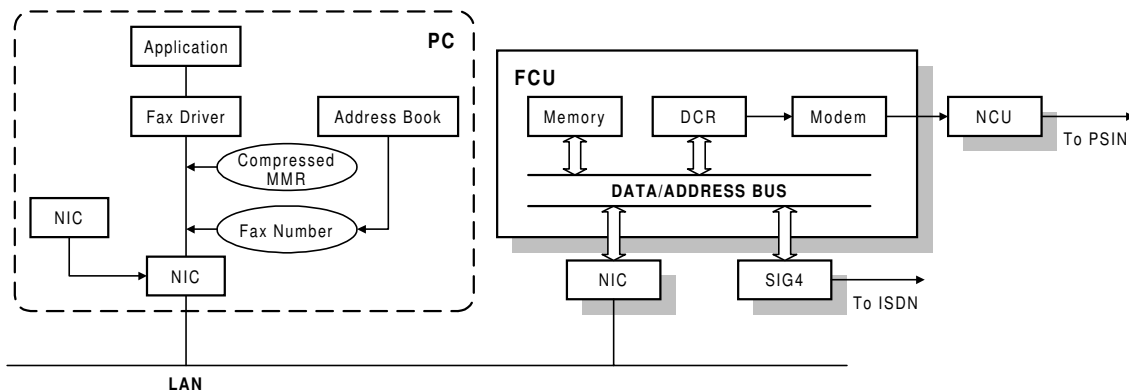 PC
Application
Fax Driver
Address Book
Compressed
MMR
NIC
Fax Number
NIC
FCU
Memory
DCR
Modem
NCU
To PSIN
DATA/ADDRESS BUS
NIC
SIG4
To ISDN
LAN